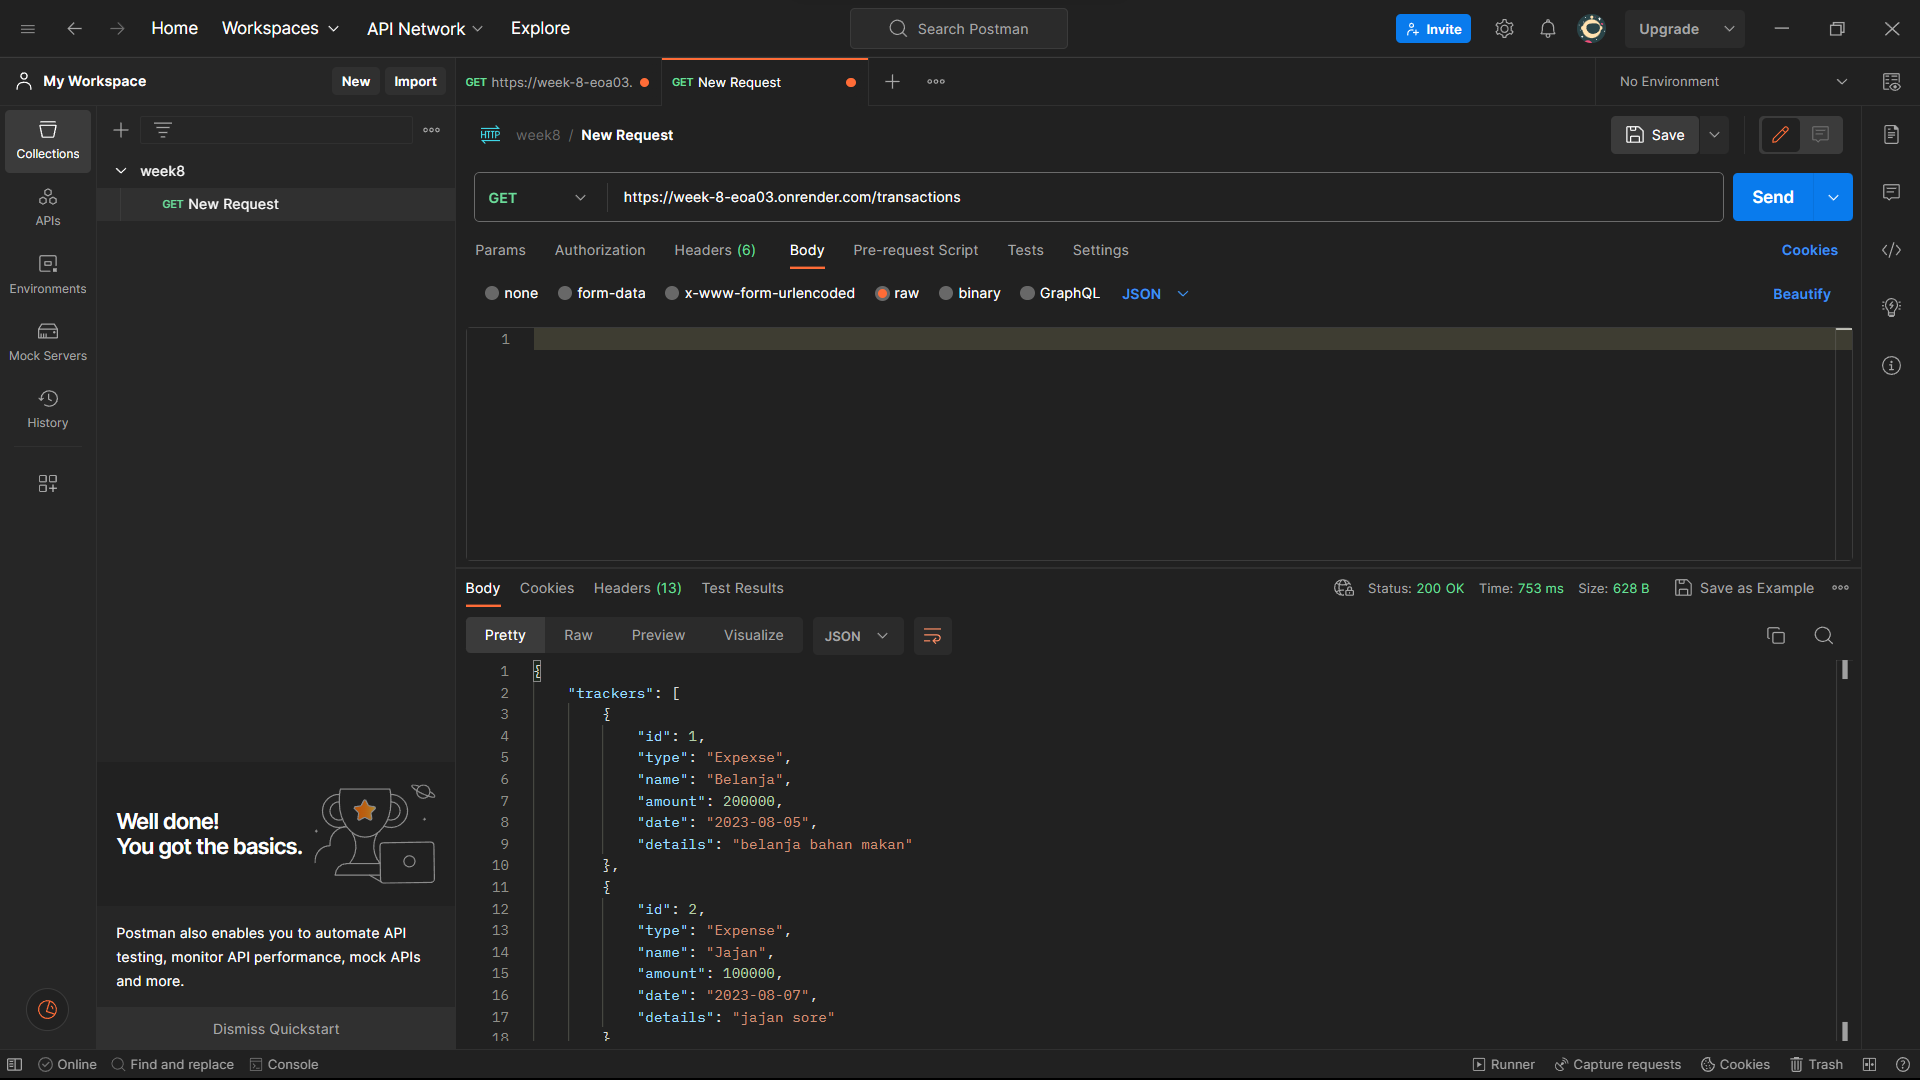 Home Workspaces API Network Explore Search Postman Invite Upgrade
My Workspace New Import GET https://week-8-eoa03. GET New Request No Environment
week8 / New Request Save
Collections
APIs
Environments
Mock Servers
History
week8
GET New Request
GET https://week-8-eoa03.onrender.com/transactions Send
Params Authorization Headers (6) Body Pre-request Script Tests Settings Cookies
none form-data x-www-form-urlencoded raw binary GraphQL JSON Beautify
1
Body Cookies Headers (13) Test Results Status: 200 OK Time: 753 ms Size: 628 B Save as Example
Pretty Raw Preview Visualize JSON
1 {
2 "trackers": [
3 {
4 "id": 1,
5 "type": "Expexse",
6 "name": "Belanja",
7 "amount": 200000,
8 "date": "2023-08-05",
9 "details": "belanja bahan makan"
10 },
11 {
12 "id": 2,
13 "type": "Expense",
14 "name": "Jajan",
15 "amount": 100000,
16 "date": "2023-08-07",
17 "details": "jajan sore"
18 }
Well done!
You got the basics.
Postman also enables you to automate API
testing, monitor API performance, mock APIs
and more.
Dismiss Quickstart
Online Find and replace Console Runner Capture requests Cookies Trash